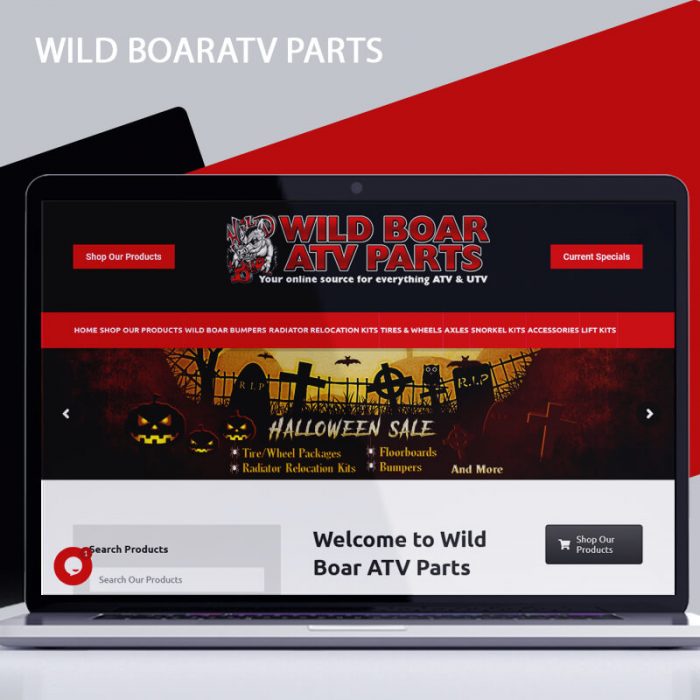 WILD BOARATV PARTS
Shop Our Products
WILD BOAR
ATV PARTS
Your online source for everything ATV & UTV
Current Specials
HOME SHOP OUR PRODUCTS WILD BOAR BUMPERS RADIATOR RELOCATION KITS TIRES & WHEELS AXLES SNORKEL KITS ACCESSORIES LIFT KITS
R.I.P
R.I.P
HALLOWEEN SALE
Tire/Wheel Packages
Floorboards
Radiator Relocation Kits
Bumpers
And More
Search Products
Search Our Products
1
Welcome to Wild
Boar ATV Parts
Shop Our
Products